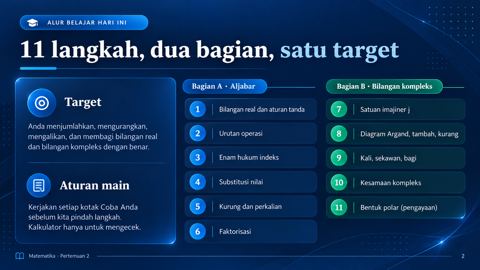 ALUR BELAJAR HARI INI
11 langkah, dua bagian, satu target
Target
Anda menjumlahkan, mengurangkan,
mengalikan, dan membagi bilangan real
dan bilangan kompleks dengan benar.
Aturan main
Kerjakan setiap kotak Coba Anda
sebelum kita pindah langkah.
Kalkulator hanya untuk mengecek.
Bagian A • Aljabar
1 Bilangan real dan aturan tanda
2 Urutan operasi
3 Enam hukum indeks
4 Substitusi nilai
5 Kurung dan perkalian
6 Faktorisasi
Bagian B • Bilangan kompleks
7 Satuan imajiner j
8 Diagram Argand, tambah, kurang
9 Kali, sekawan, bagi
10 Kesamaan kompleks
11 Bentuk polar (pengayaan)
Matematika · Pertemuan 2
2